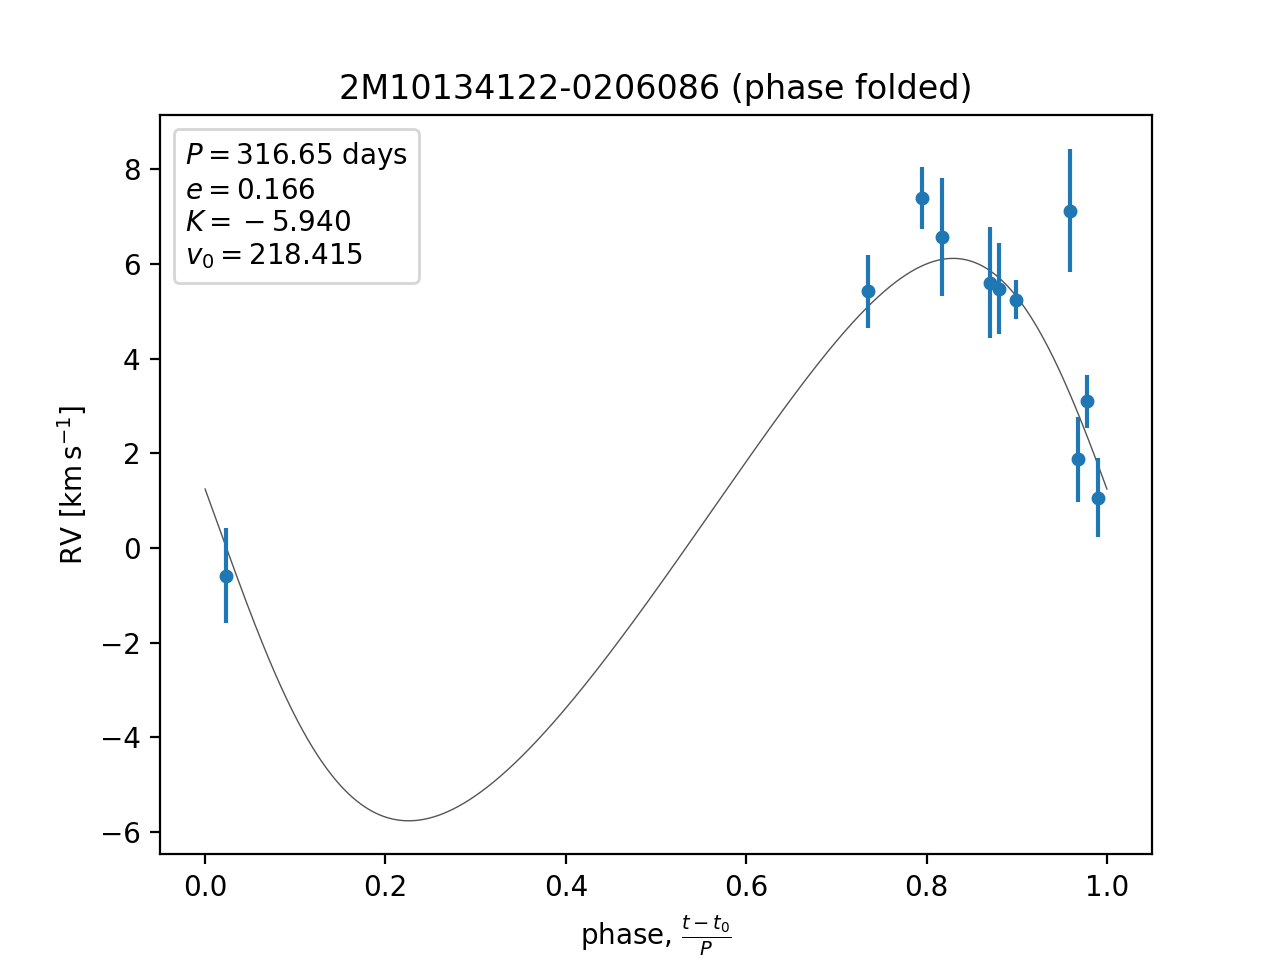 2M10134122-0206086 (phase folded)
P = 316.65 days
e = 0.166
K = −5.940
v₀ = 218.415
RV [km s⁻¹]
8
6
4
2
0
−2
−4
−6
0.0 0.2 0.4 0.6 0.8 1.0
phase, (t − t₀)/P